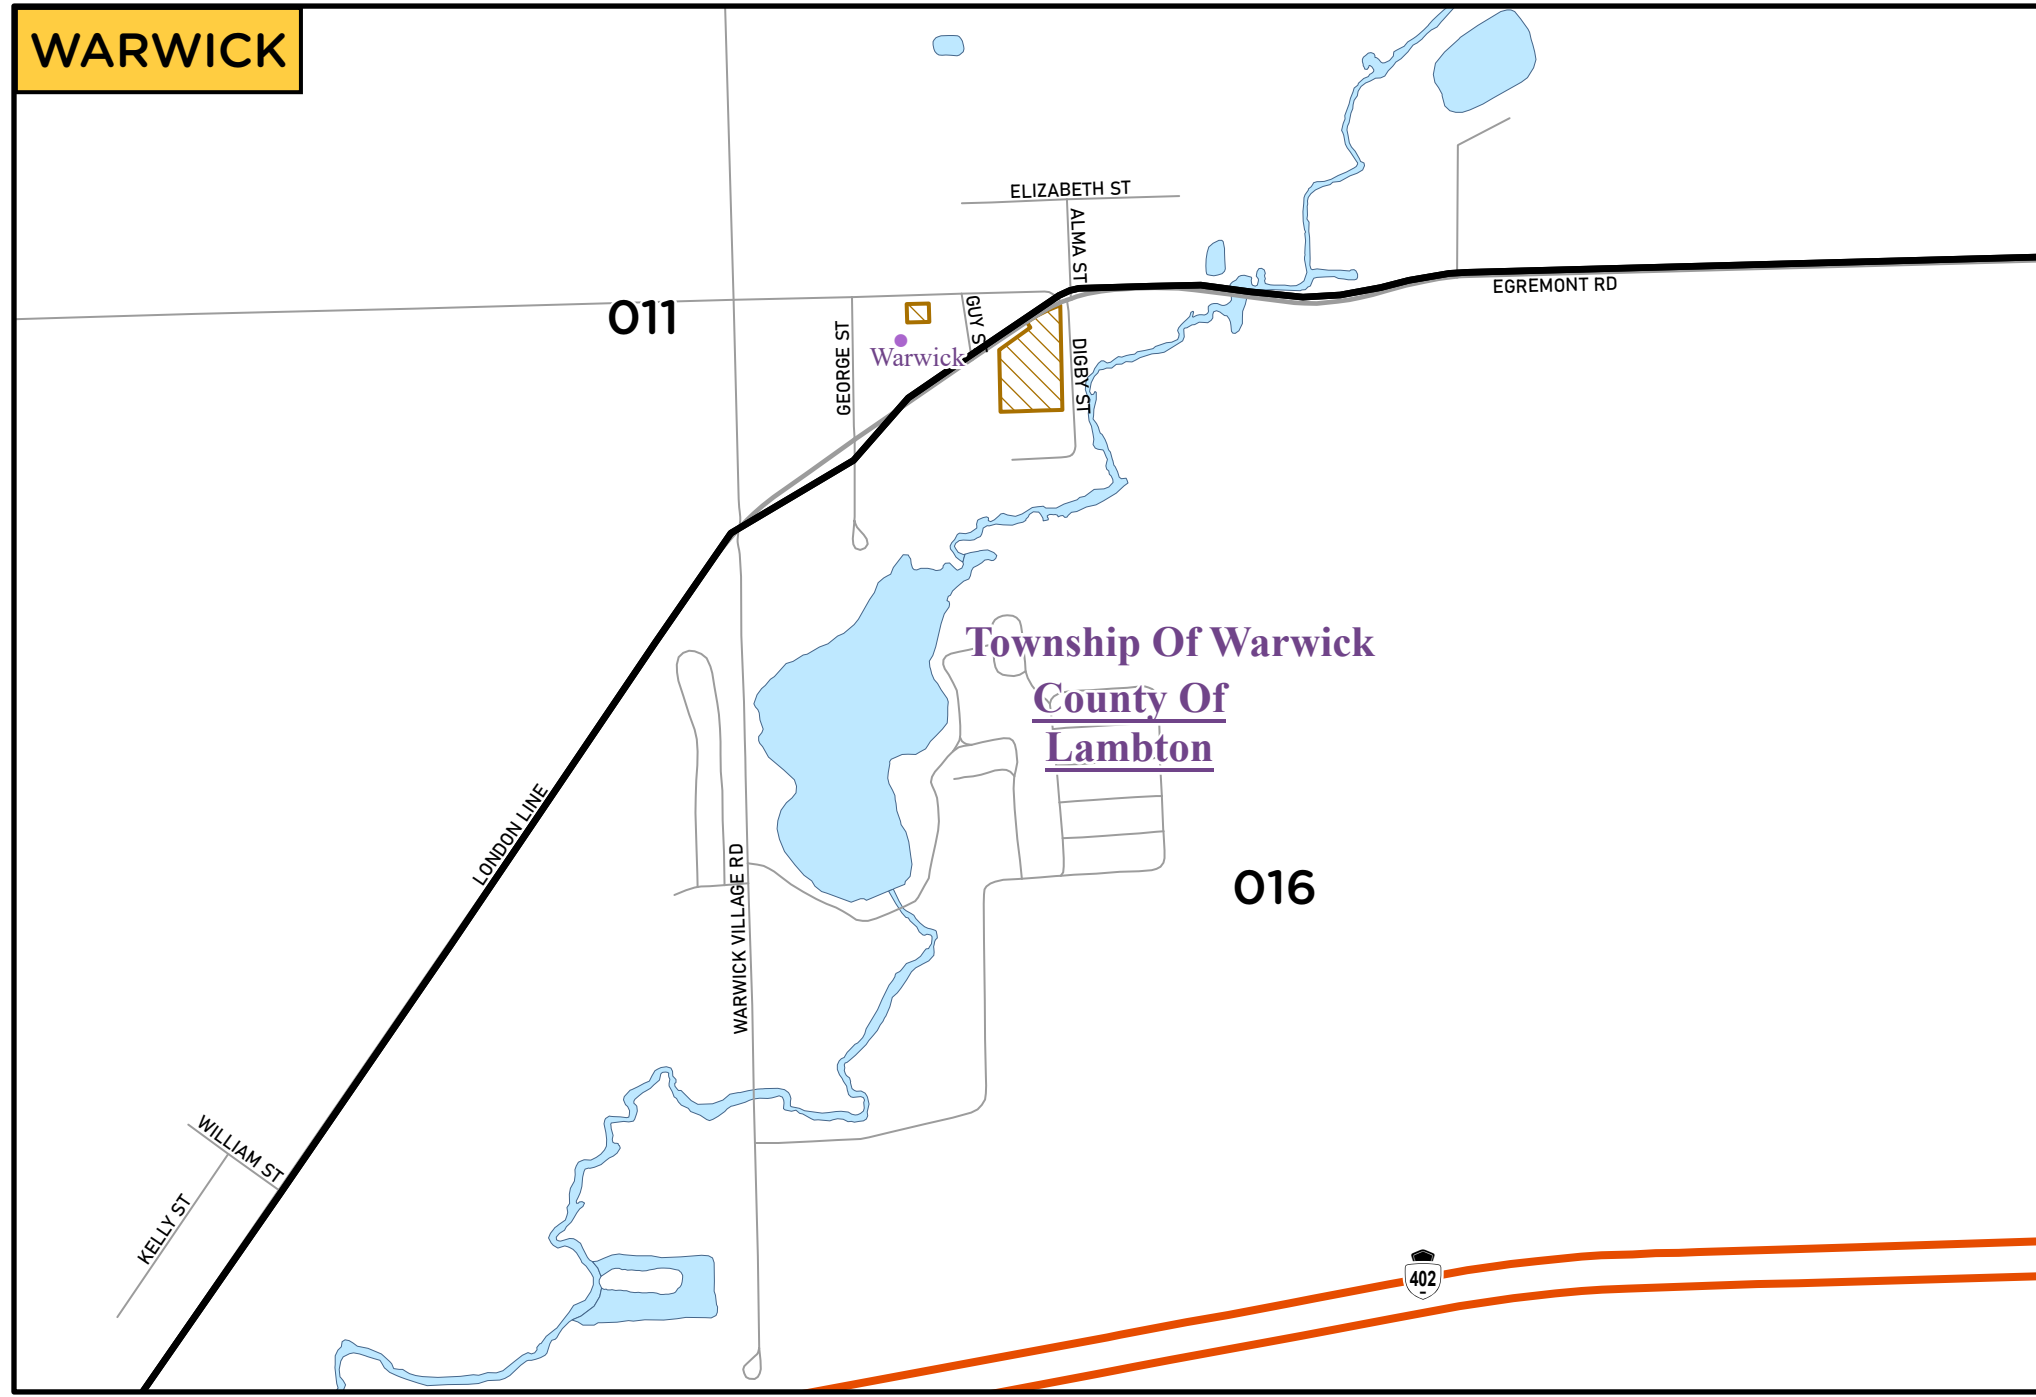 WARWICK
ELIZABETH ST
ALMA ST
EGREMONT RD
011
GUY ST
GEORGE ST
Warwick
DIGBY ST
Township Of Warwick
County Of
Lambton
LONDON LINE
WARWICK VILLAGE RD
016
WILLIAM ST
KELLY ST
402